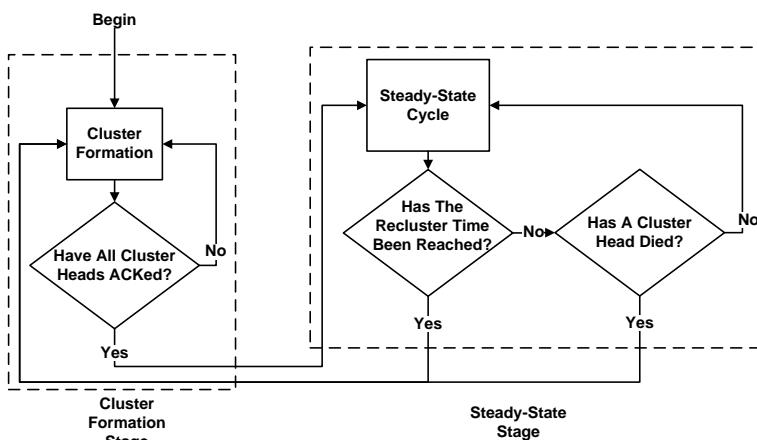 Begin
Cluster
Formation
Have All Cluster
Heads ACKed?
No
Yes
Cluster
Formation
Stage
Steady-State
Cycle
Has The
Recluster Time
Been Reached?
No
Has A Cluster
Head Died?
No
Yes
Yes
Steady-State
Stage